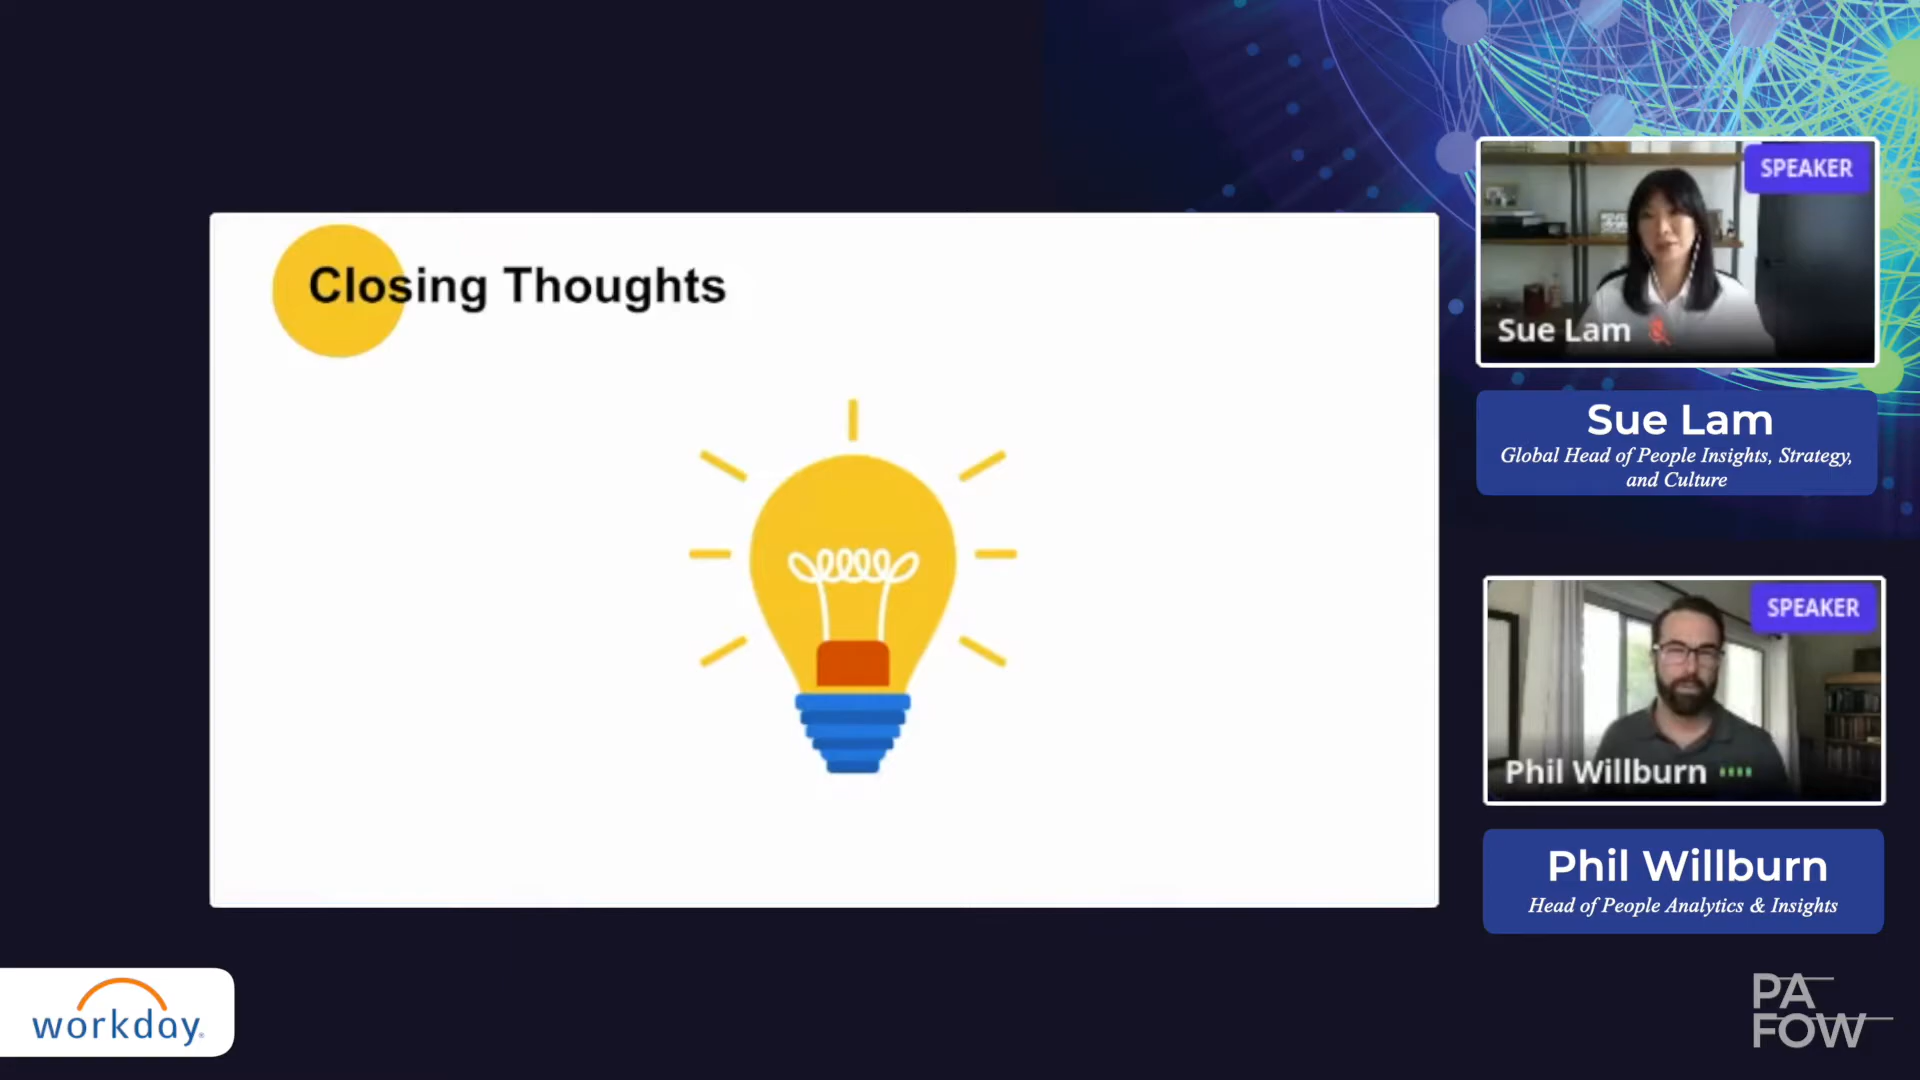 Closing Thoughts
SPEAKER
Sue Lam
Sue Lam
Global Head of People Insights, Strategy,
and Culture
SPEAKER
Phil Willburn
Phil Willburn
Head of People Analytics & Insights
workday.
PA
FOW